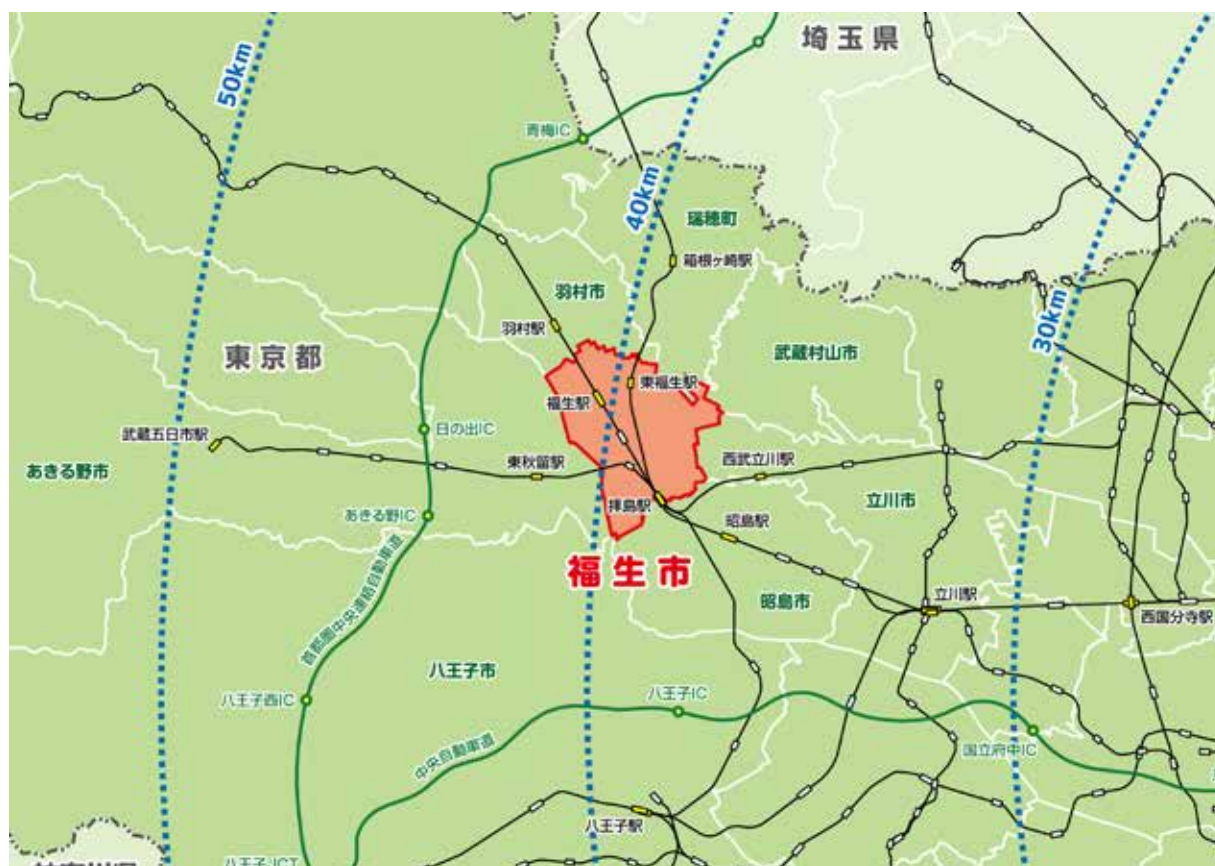 埼玉県
50km
青梅IC
40km
瑞穂町
箱根ヶ崎駅
羽村市
30km
羽村駅
東京都
武蔵村山市
東福生駅
福生駅
武蔵五日市駅
日の出IC
東秋留駅
西武立川駅
あきる野市
拝島駅
立川市
あきる野IC
昭島駅
福生市
首都圏中央連絡自動車道
昭島市
立川駅
西国分寺駅
八王子市
八王子西IC
八王子IC
中央自動車道
国立府中IC
八王子駅
八王子JCT